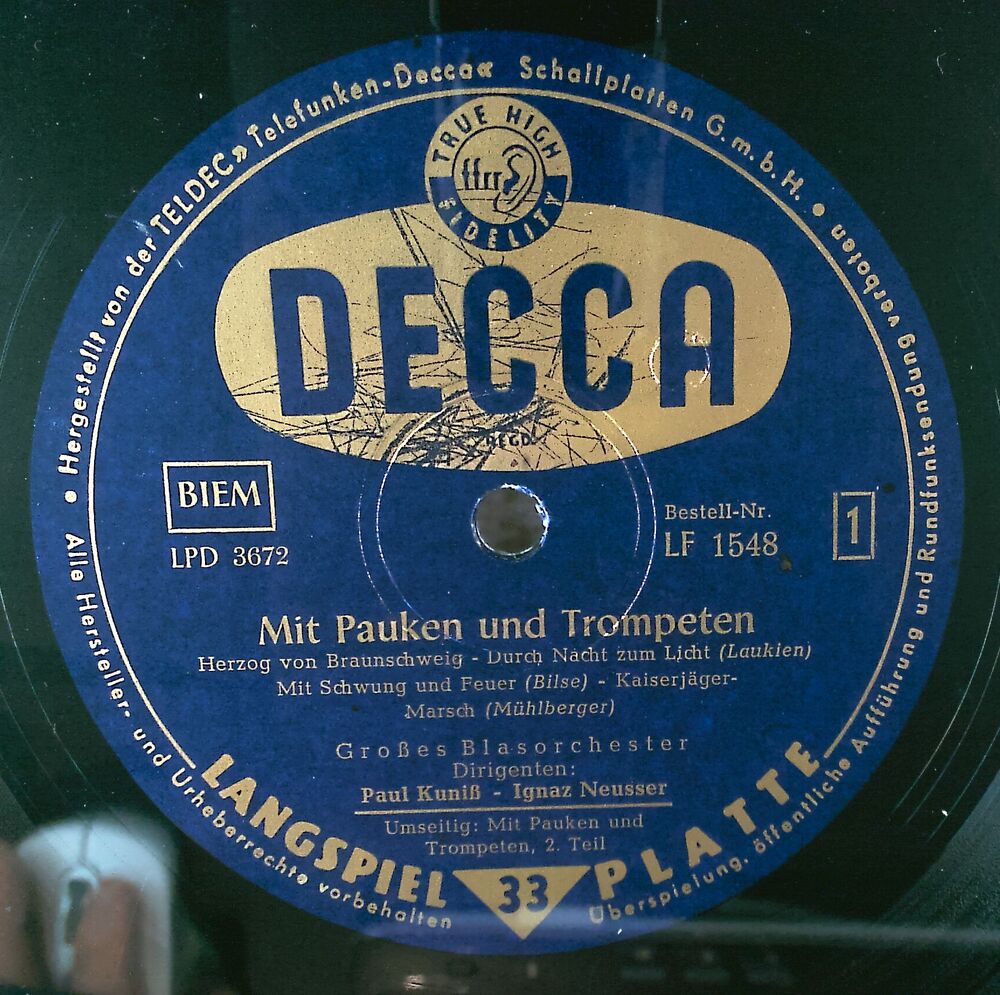 Hergestellt von der TELDEC» Telefunken-Decca« Schallplatten G.m.b.H. •
TRUE HIGH
ffrr
FIDELITY
DECCA
REGD.
BIEM
LPD 3672
Bestell-Nr.
LF 1548
1
Mit Pauken und Trompeten
Herzog von Braunschweig - Durch Nacht zum Licht (Laukien)
Mit Schwung und Feuer (Bilse) - Kaiserjäger-
Marsch (Mühlberger)
Großes Blasorchester
Dirigenten:
Paul Kuniß - Ignaz Neusser
Umseitig: Mit Pauken und
Trompeten, 2. Teil
LANGSPIEL 33 PLATTE
• Alle Hersteller- und Urheberrechte vorbehalten
Überspielung, öffentliche Aufführung und Rundfunksendung verboten